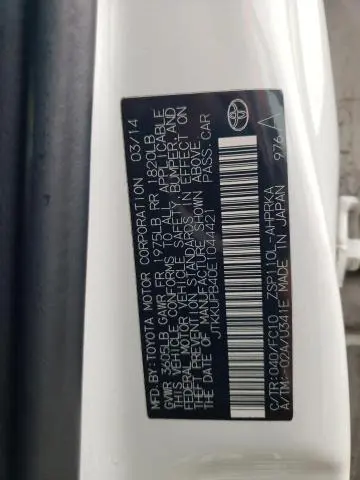 MFD.BY:TOYOTA MOTOR CORPORATION 03/14
GVWR 3605LB GAWR FR 1975LB RR 1820LB
THIS VEHICLE CONFORMS TO ALL APPLICABLE
FEDERAL MOTOR VEHICLE SAFETY, BUMPER, AND
THEFT PREVENTION STANDARDS IN EFFECT ON
THE DATE OF MANUFACTURE SHOWN ABOVE.
PASS.CAR
C/TR:040/FC10 ZSP110L-AHPRKA
A/TM:-02A/U341E MADE IN JAPAN
976 A